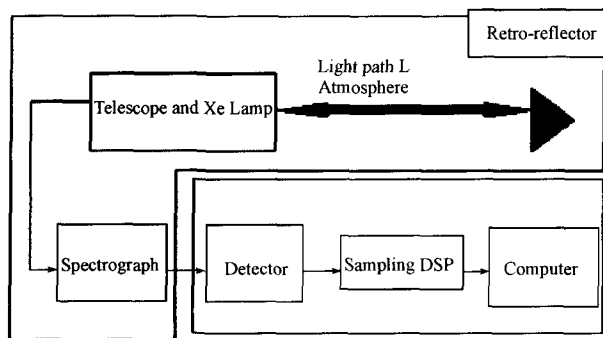 Retro-reflector
Light path L
Atmosphere
Telescope and Xe Lamp
Spectrograph
Detector
Sampling DSP
Computer